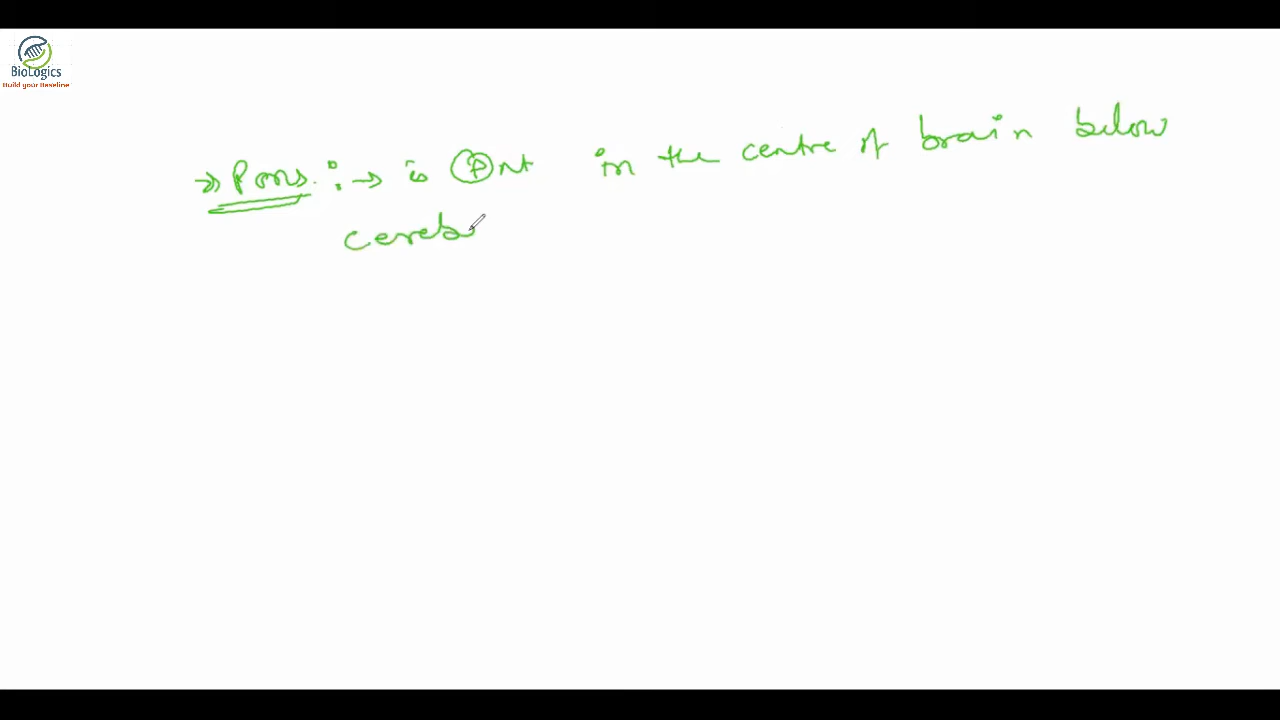 BioLogics
Build your Baseline
→ Pons : → is Ⓟnt in the centre of brain below
cereb